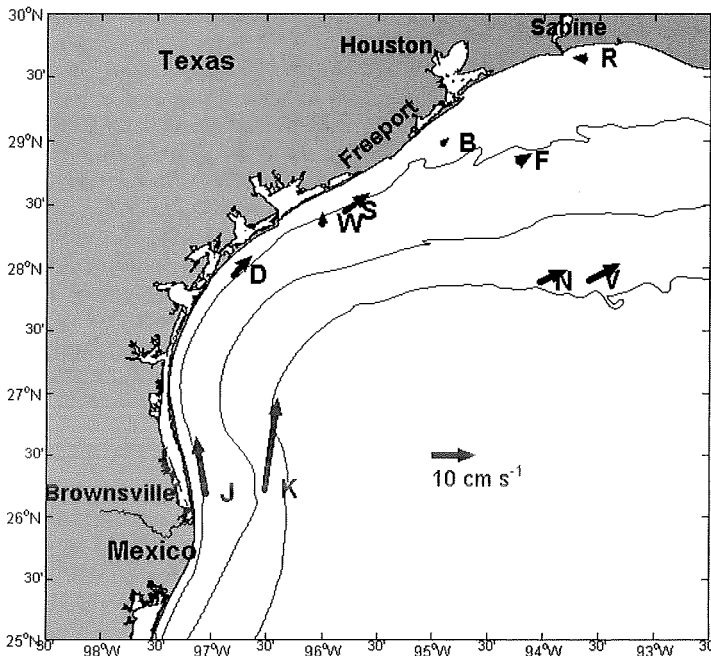 30°N
Texas
Houston
Sabine
R
30'
Freeport
29°N
B
F
30'
W
S
28°N
D
N
V
30'
27°N
30'
10 cm s⁻¹
Brownsville
J
K
26°N
Mexico
30'
25°N
30'
98°W
30'
97°W
30'
96°W
30'
95°W
30'
94°W
30'
93°W